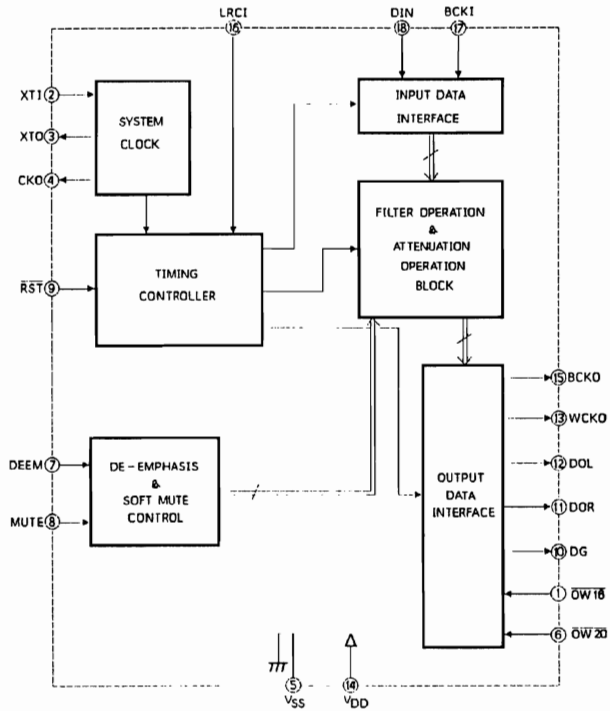 LRCI
16
DIN
18
BCKI
17
XTI 2
XTO 3
CKO 4
SYSTEM
CLOCK
INPUT DATA
INTERFACE
FILTER OPERATION
&
ATTENUATION
OPERATION
BLOCK
RST 9
TIMING
CONTROLLER
DEEM 7
MUTE 8
DE-EMPHASIS
&
SOFT MUTE
CONTROL
OUTPUT
DATA
INTERFACE
15 BCKO
13 WCKO
12 DOL
11 DOR
10 DG
1 OW18
6 OW20
5
VSS
14
VDD